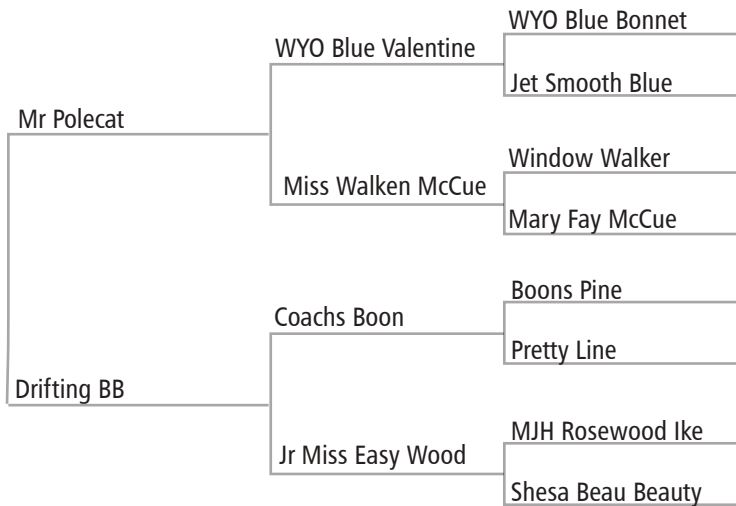 WYO Blue Bonnet
WYO Blue Valentine
Jet Smooth Blue
Mr Polecat
Window Walker
Miss Walken McCue
Mary Fay McCue
Boons Pine
Coachs Boon
Pretty Line
Drifting BB
MJH Rosewood Ike
Jr Miss Easy Wood
Shesa Beau Beauty